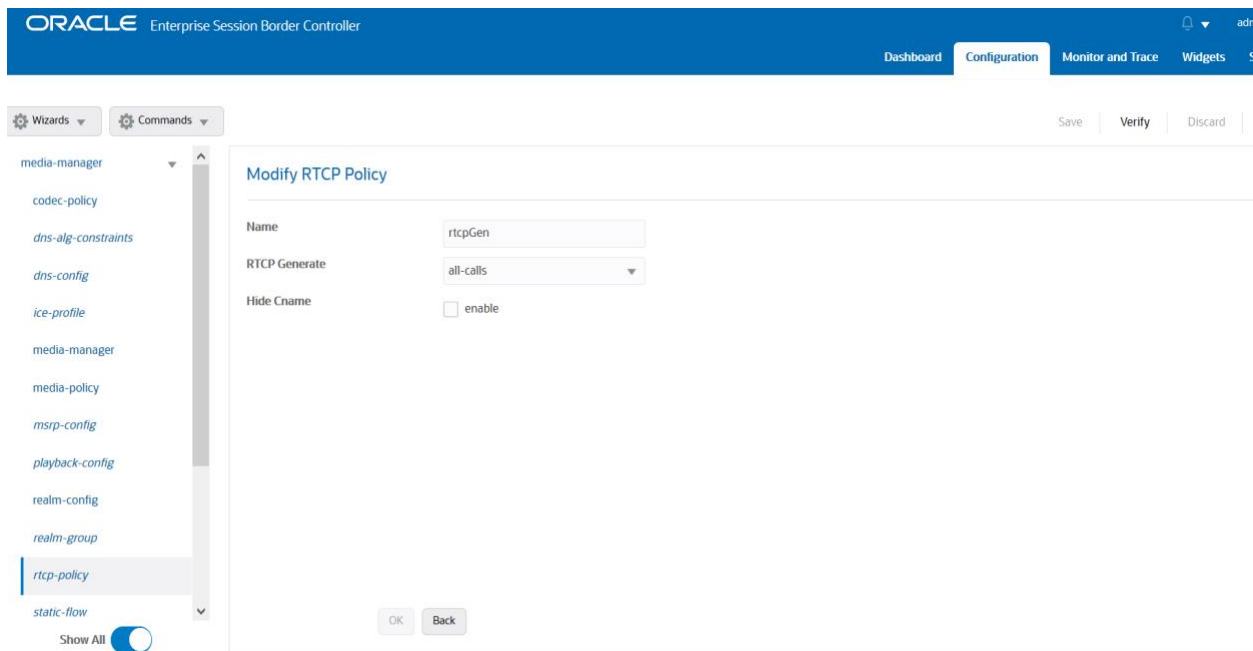 ORACLE Enterprise Session Border Controller
adn
Dashboard Configuration Monitor and Trace Widgets S
Wizards Commands
Save Verify Discard
media-manager
codec-policy
dns-alg-constraints
dns-config
ice-profile
media-manager
media-policy
msrp-config
playback-config
realm-config
realm-group
rtcp-policy
static-flow
Show All
Modify RTCP Policy
Name rtcpGen
RTCP Generate all-calls
Hide Cname enable
OK Back